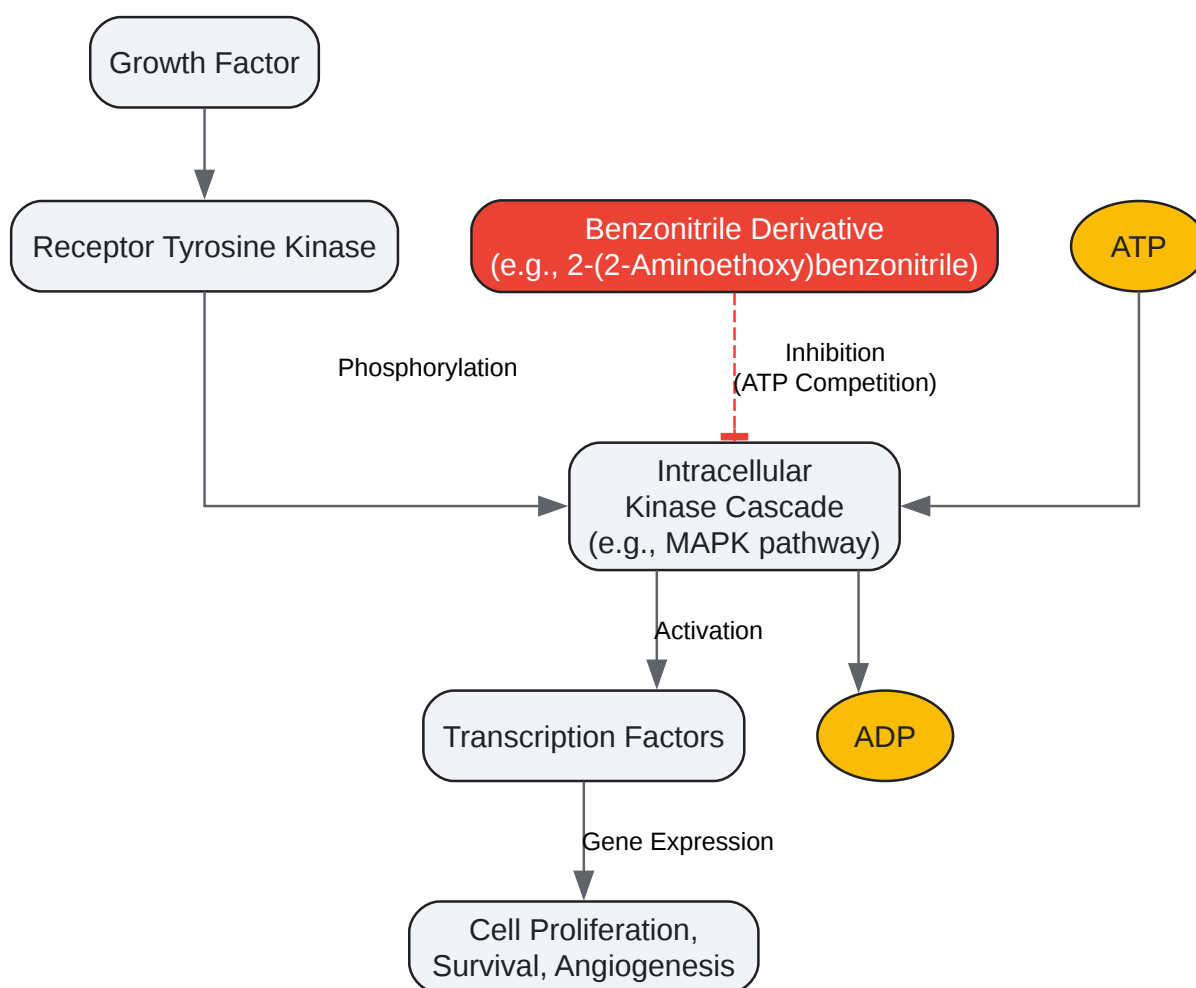 Growth Factor
Receptor Tyrosine Kinase
Benzonitrile Derivative
(e.g., 2-(2-Aminoethoxy)benzonitrile)
ATP
Phosphorylation
Inhibition
(ATP Competition)
Intracellular
Kinase Cascade
(e.g., MAPK pathway)
Activation
Transcription Factors
ADP
Gene Expression
Cell Proliferation,
Survival, Angiogenesis